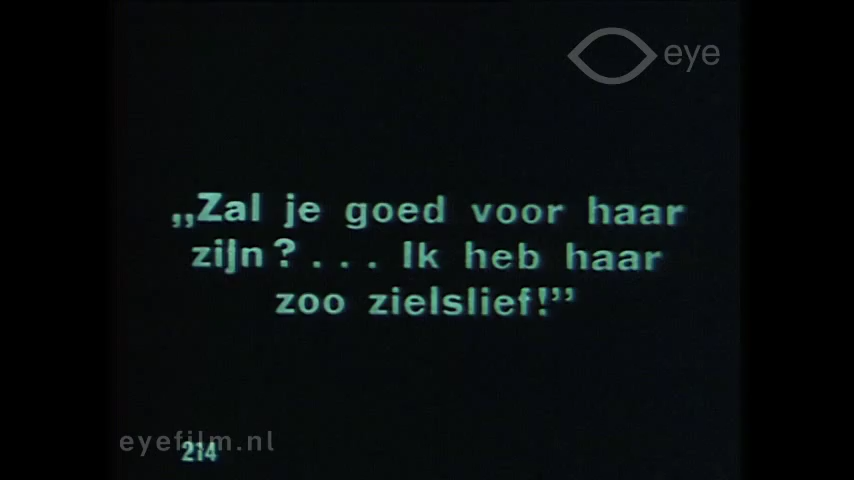 eye
„Zal je goed voor haar
zijn? . . . Ik heb haar
zoo zielslief!”
eyefilm.nl
214